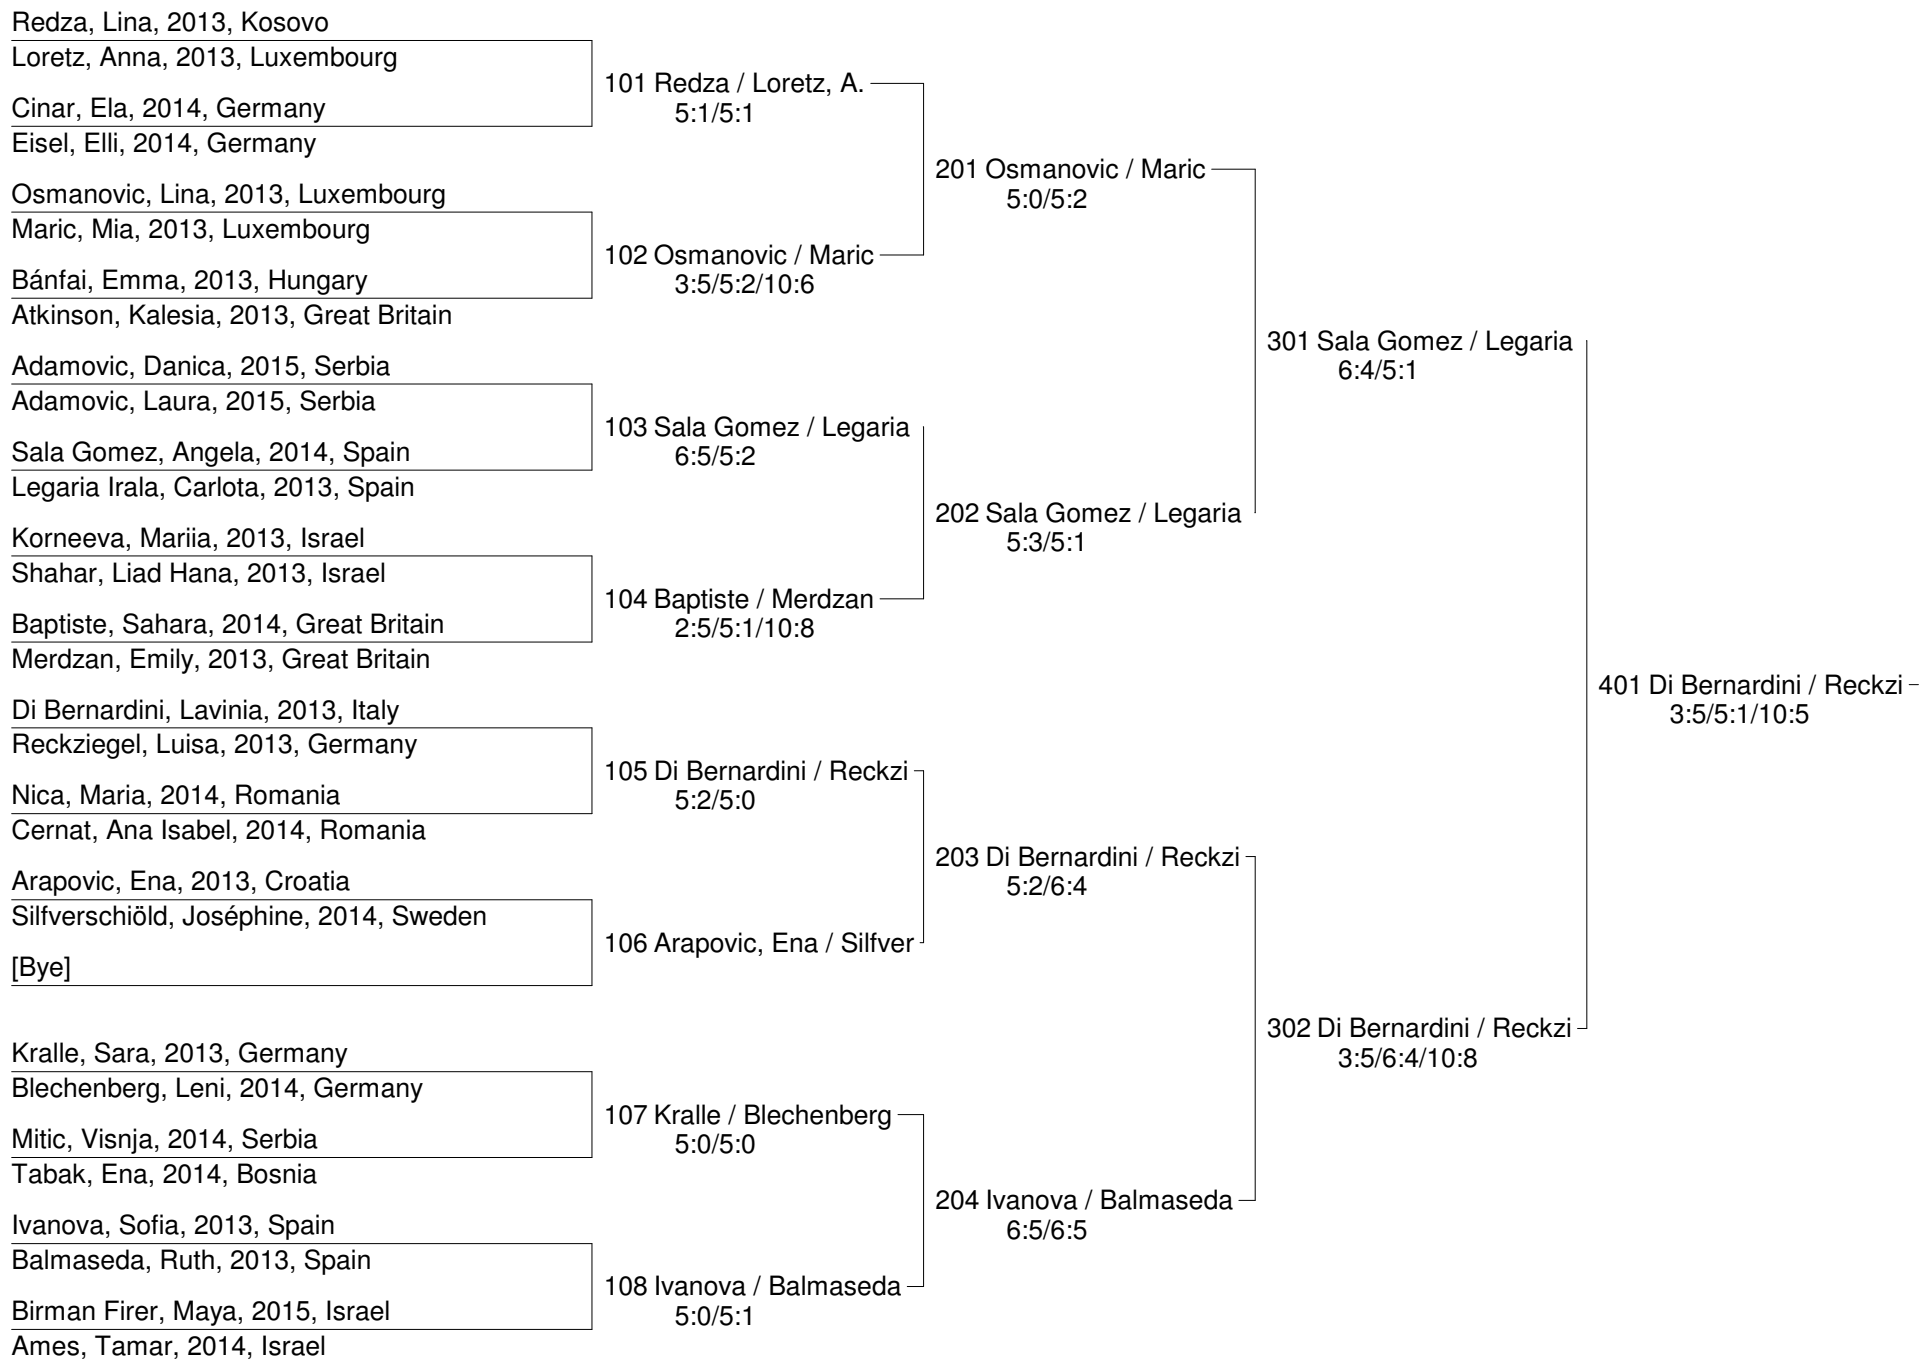 Redza, Lina, 2013, Kosovo
Loretz, Anna, 2013, Luxembourg
Cinar, Ela, 2014, Germany
Eisel, Elli, 2014, Germany
Osmanovic, Lina, 2013, Luxembourg
Maric, Mia, 2013, Luxembourg
Bánfai, Emma, 2013, Hungary
Atkinson, Kalesia, 2013, Great Britain
Adamovic, Danica, 2015, Serbia
Adamovic, Laura, 2015, Serbia
Sala Gomez, Angela, 2014, Spain
Legaria Irala, Carlota, 2013, Spain
Korneeva, Mariia, 2013, Israel
Shahar, Liad Hana, 2013, Israel
Baptiste, Sahara, 2014, Great Britain
Merdzan, Emily, 2013, Great Britain
Di Bernardini, Lavinia, 2013, Italy
Reckziegel, Luisa, 2013, Germany
Nica, Maria, 2014, Romania
Cernat, Ana Isabel, 2014, Romania
Arapovic, Ena, 2013, Croatia
Silfverschiöld, Joséphine, 2014, Sweden
[Bye]
Kralle, Sara, 2013, Germany
Blechenberg, Leni, 2014, Germany
Mitic, Visnja, 2014, Serbia
Tabak, Ena, 2014, Bosnia
Ivanova, Sofia, 2013, Spain
Balmaseda, Ruth, 2013, Spain
Birman Firer, Maya, 2015, Israel
Ames, Tamar, 2014, Israel
101 Redza / Loretz, A.
5:1/5:1
102 Osmanovic / Maric
3:5/5:2/10:6
103 Sala Gomez / Legaria
6:5/5:2
104 Baptiste / Merdzan
2:5/5:1/10:8
105 Di Bernardini / Reckzi
5:2/5:0
106 Arapovic, Ena / Silfver
107 Kralle / Blechenberg
5:0/5:0
108 Ivanova / Balmaseda
5:0/5:1
201 Osmanovic / Maric
5:0/5:2
202 Sala Gomez / Legaria
5:3/5:1
203 Di Bernardini / Reckzi
5:2/6:4
204 Ivanova / Balmaseda
6:5/6:5
301 Sala Gomez / Legaria
6:4/5:1
302 Di Bernardini / Reckzi
3:5/6:4/10:8
401 Di Bernardini / Reckzi
3:5/5:1/10:5